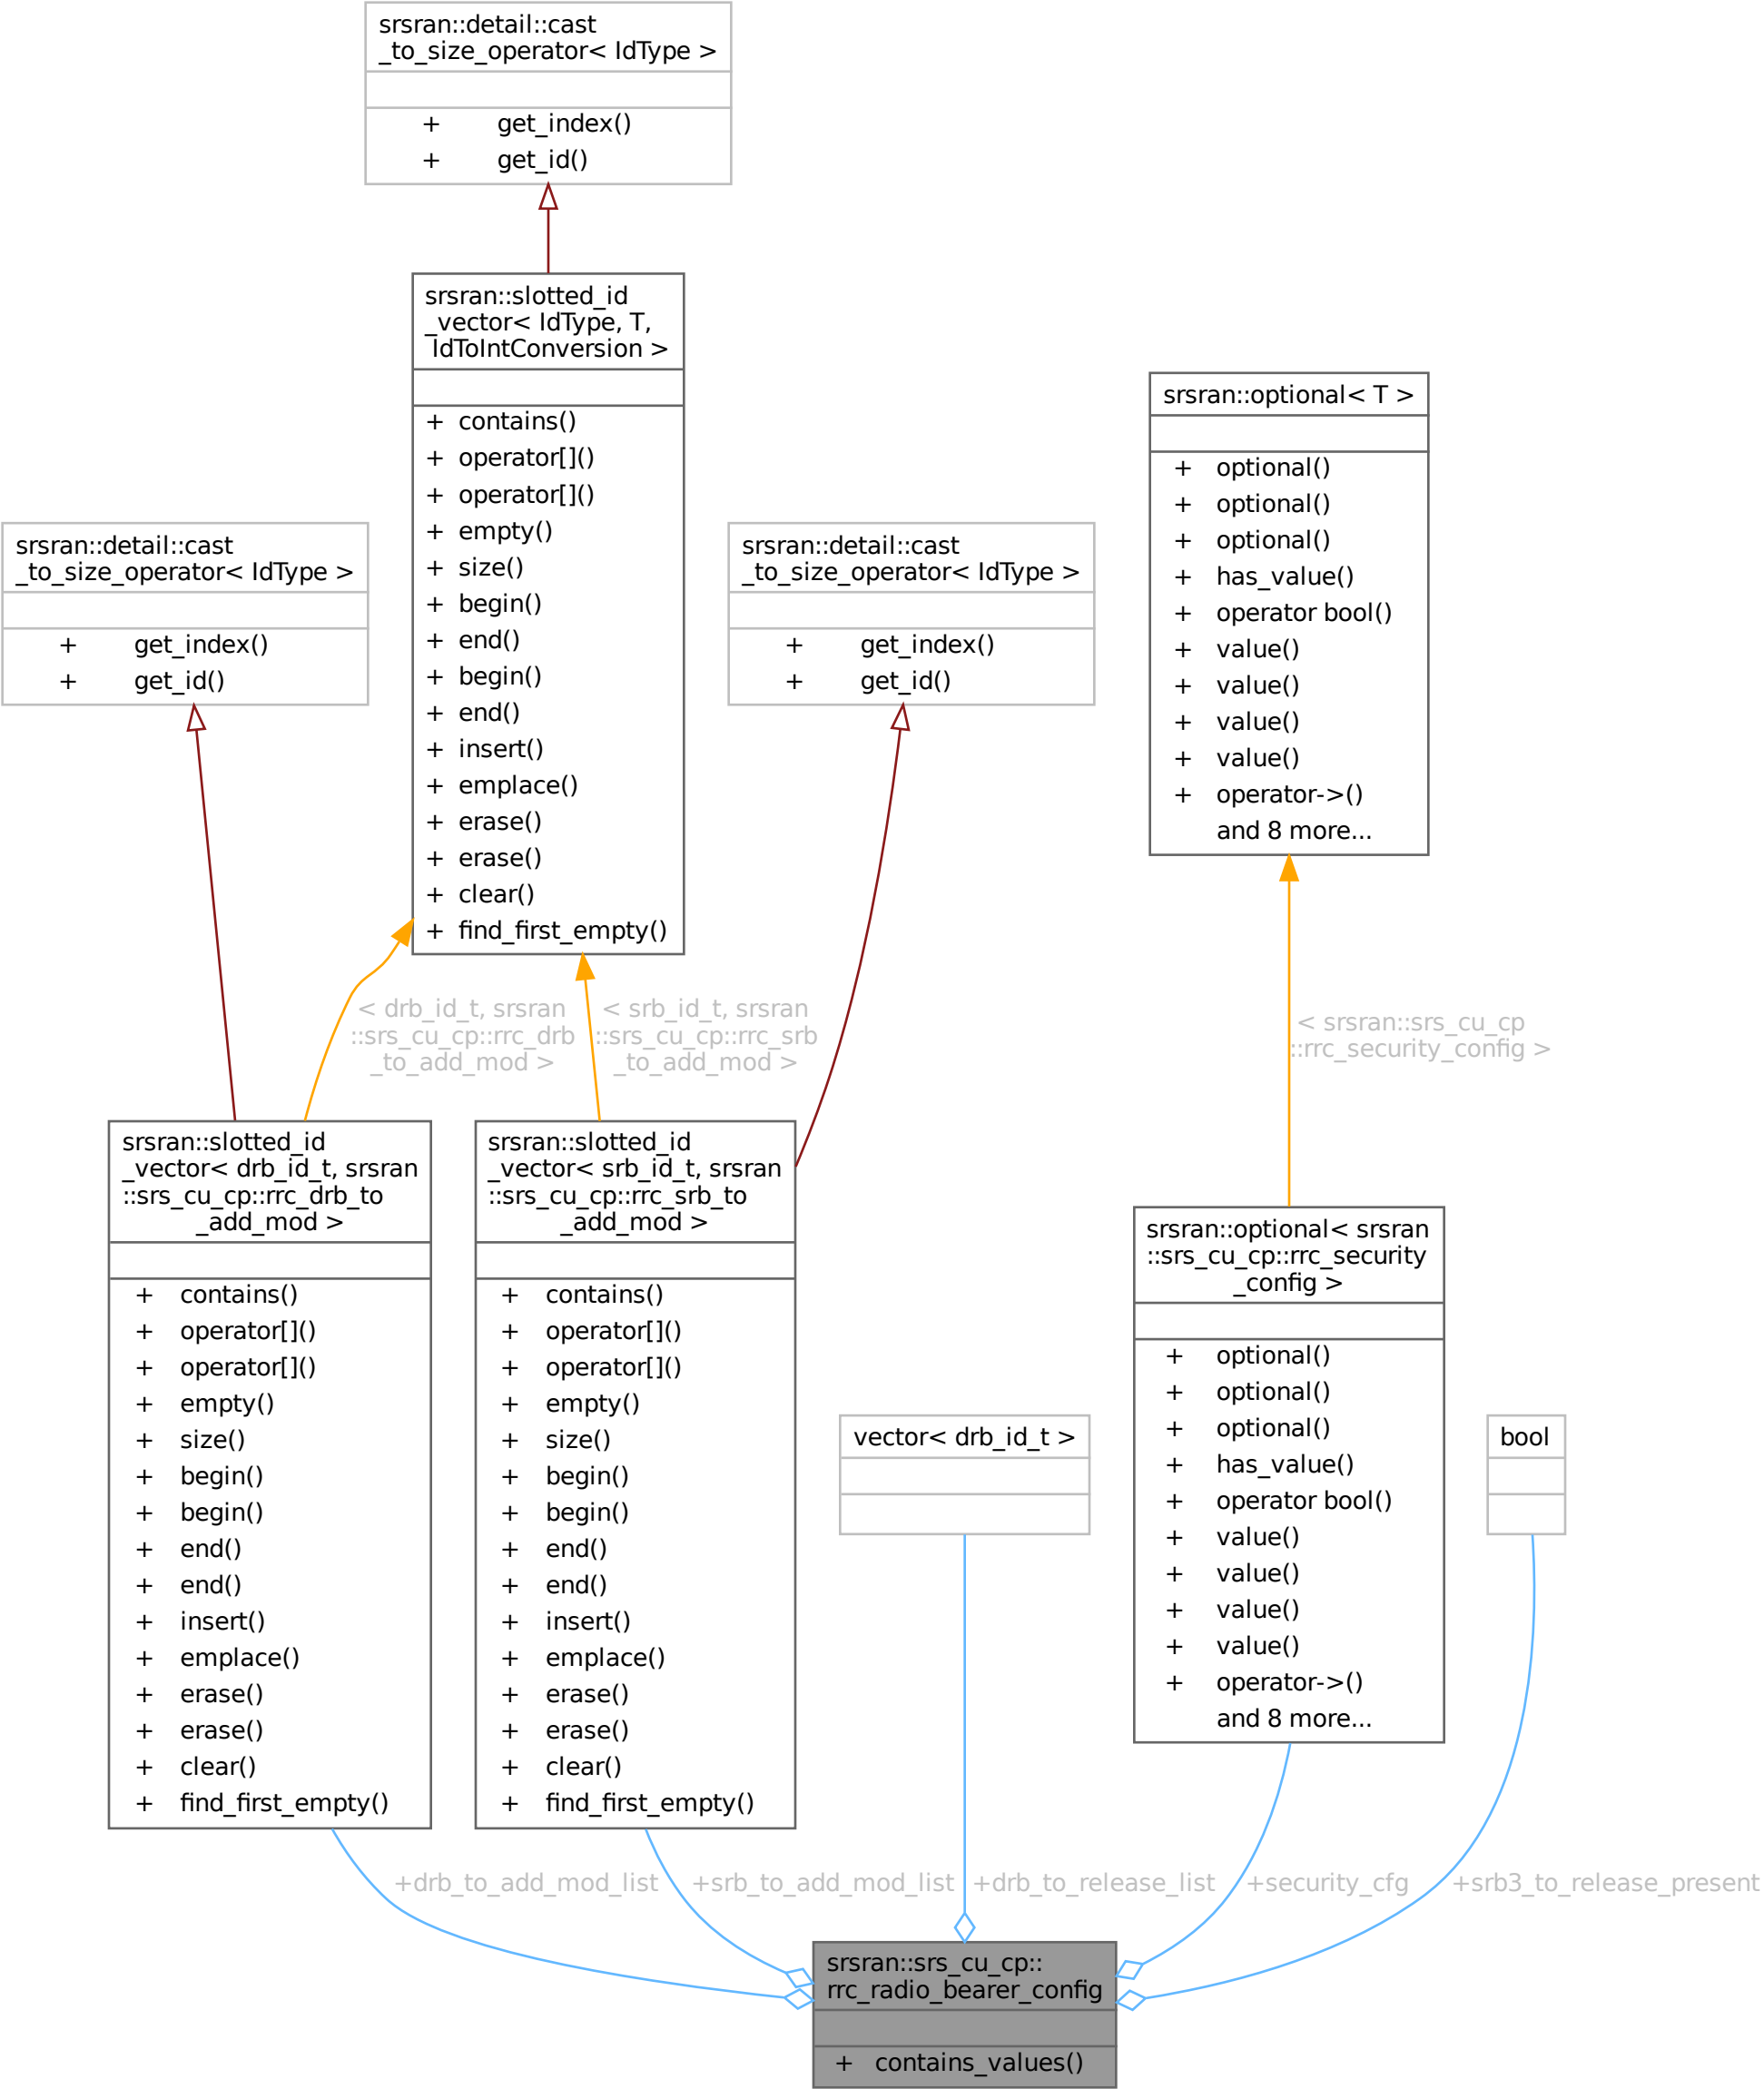 srsran::detail::cast
_to_size_operator< IdType >
+ get_index()
+ get_id()
srsran::slotted_id
_vector< IdType, T,
IdToIntConversion >
+ contains()
+ operator[]()
+ operator[]()
+ empty()
+ size()
+ begin()
+ end()
+ begin()
+ end()
+ insert()
+ emplace()
+ erase()
+ erase()
+ clear()
+ find_first_empty()
srsran::optional< T >
+ optional()
+ optional()
+ optional()
+ has_value()
+ operator bool()
+ value()
+ value()
+ value()
+ value()
+ operator->()
and 8 more...
srsran::detail::cast
_to_size_operator< IdType >
+ get_index()
+ get_id()
srsran::detail::cast
_to_size_operator< IdType >
+ get_index()
+ get_id()
< drb_id_t, srsran
::srs_cu_cp::rrc_drb
_to_add_mod >
< srb_id_t, srsran
::srs_cu_cp::rrc_srb
_to_add_mod >
< srsran::srs_cu_cp
::rrc_security_config >
srsran::slotted_id
_vector< drb_id_t, srsran
::srs_cu_cp::rrc_drb_to
_add_mod >
+ contains()
+ operator[]()
+ operator[]()
+ empty()
+ size()
+ begin()
+ begin()
+ end()
+ end()
+ insert()
+ emplace()
+ erase()
+ erase()
+ clear()
+ find_first_empty()
srsran::slotted_id
_vector< srb_id_t, srsran
::srs_cu_cp::rrc_srb_to
_add_mod >
+ contains()
+ operator[]()
+ operator[]()
+ empty()
+ size()
+ begin()
+ begin()
+ end()
+ end()
+ insert()
+ emplace()
+ erase()
+ erase()
+ clear()
+ find_first_empty()
vector< drb_id_t >
srsran::optional< srsran
::srs_cu_cp::rrc_security
_config >
+ optional()
+ optional()
+ optional()
+ has_value()
+ operator bool()
+ value()
+ value()
+ value()
+ value()
+ operator->()
and 8 more...
bool
+drb_to_add_mod_list
+srb_to_add_mod_list
+drb_to_release_list
+security_cfg
+srb3_to_release_present
srsran::srs_cu_cp::
rrc_radio_bearer_config
+ contains_values()